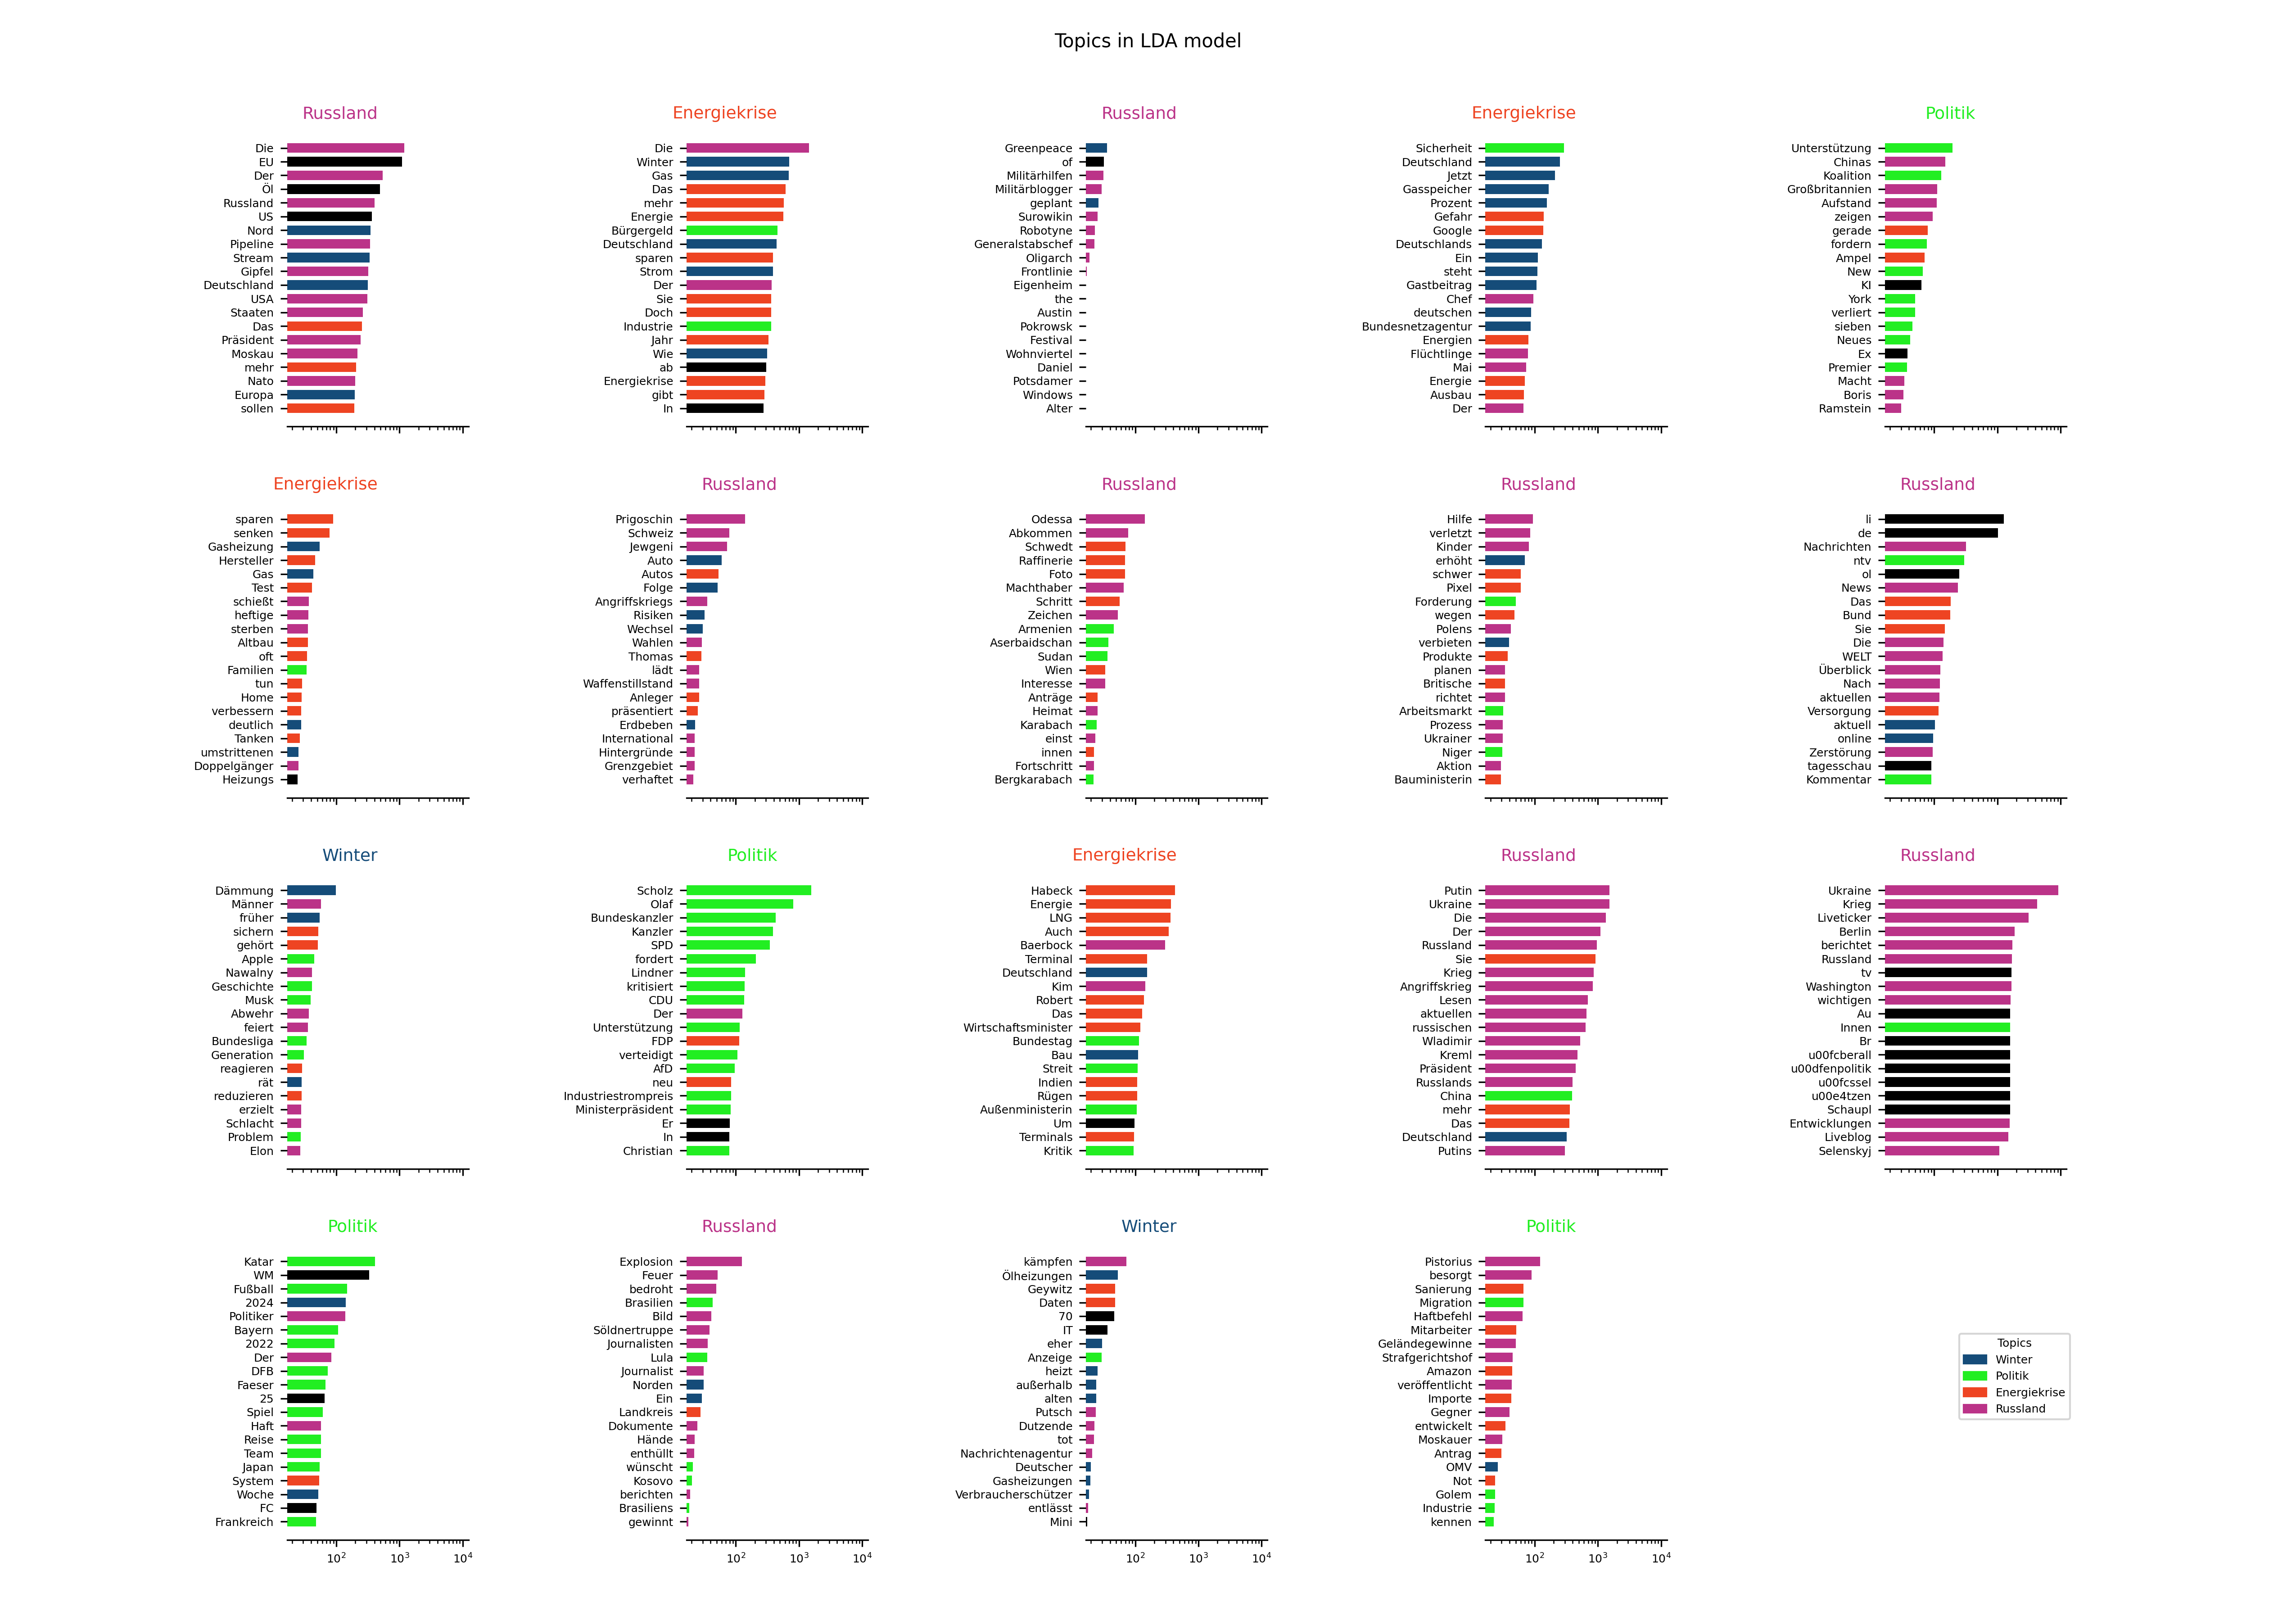 Topics in LDA model
Russland
Die
EU
Der
Öl
Russland
US
Nord
Pipeline
Stream
Gipfel
Deutschland
USA
Staaten
Das
Präsident
Moskau
mehr
Nato
Europa
sollen
Energiekrise
Die
Winter
Gas
Das
mehr
Energie
Bürgergeld
Deutschland
sparen
Strom
Der
Sie
Doch
Industrie
Jahr
Wie
ab
Energiekrise
gibt
In
Russland
Greenpeace
of
Militärhilfen
Militärblogger
geplant
Surowikin
Robotyne
Generalstabschef
Oligarch
Frontlinie
Eigenheim
the
Austin
Pokrowsk
Festival
Wohnviertel
Daniel
Potsdamer
Windows
Alter
Energiekrise
Sicherheit
Deutschland
Jetzt
Gasspeicher
Prozent
Gefahr
Google
Deutschlands
Ein
steht
Gastbeitrag
Chef
deutschen
Bundesnetzagentur
Energien
Flüchtlinge
Mai
Energie
Ausbau
Der
Politik
Unterstützung
Chinas
Koalition
Großbritannien
Aufstand
zeigen
gerade
fordern
Ampel
New
KI
York
verliert
sieben
Neues
Ex
Premier
Macht
Boris
Ramstein
Energiekrise
sparen
senken
Gasheizung
Hersteller
Gas
Test
schießt
heftige
sterben
Altbau
oft
Familien
tun
Home
verbessern
deutlich
Tanken
umstrittenen
Doppelgänger
Heizungs
Russland
Prigoschin
Schweiz
Jewgeni
Auto
Autos
Folge
Angriffskriegs
Risiken
Wechsel
Wahlen
Thomas
lädt
Waffenstillstand
Anleger
präsentiert
Erdbeben
International
Hintergründe
Grenzgebiet
verhaftet
Russland
Odessa
Abkommen
Schwedt
Raffinerie
Foto
Machthaber
Schritt
Zeichen
Armenien
Aserbaidschan
Sudan
Wien
Interesse
Anträge
Heimat
Karabach
einst
innen
Fortschritt
Bergkarabach
Russland
Hilfe
verletzt
Kinder
erhöht
schwer
Pixel
Forderung
wegen
Polens
verbieten
Produkte
planen
Britische
richtet
Arbeitsmarkt
Prozess
Ukrainer
Niger
Aktion
Bauministerin
Russland
li
de
Nachrichten
ntv
ol
News
Das
Bund
Sie
Die
WELT
Überblick
Nach
aktuellen
Versorgung
aktuell
online
Zerstörung
tagesschau
Kommentar
Winter
Dämmung
Männer
früher
sichern
gehört
Apple
Nawalny
Geschichte
Musk
Abwehr
feiert
Bundesliga
Generation
reagieren
rät
reduzieren
erzielt
Schlacht
Problem
Elon
Politik
Scholz
Olaf
Bundeskanzler
Kanzler
SPD
fordert
Lindner
kritisiert
CDU
Der
Unterstützung
FDP
verteidigt
AfD
neu
Industriestrompreis
Ministerpräsident
Er
In
Christian
Energiekrise
Habeck
Energie
LNG
Auch
Baerbock
Terminal
Deutschland
Kim
Robert
Das
Wirtschaftsminister
Bundestag
Bau
Streit
Indien
Rügen
Außenministerin
Um
Terminals
Kritik
Russland
Putin
Ukraine
Die
Der
Russland
Sie
Krieg
Angriffskrieg
Lesen
aktuellen
russischen
Wladimir
Kreml
Präsident
Russlands
China
mehr
Das
Deutschland
Putins
Russland
Ukraine
Krieg
Liveticker
Berlin
berichtet
Russland
tv
Washington
wichtigen
Au
Innen
Br
u00fcberall
u00dfenpolitik
u00fcssel
u00e4tzen
Schaupl
Entwicklungen
Liveblog
Selenskyj
Politik
Katar
WM
Fußball
2024
Politiker
Bayern
2022
Der
DFB
Faeser
25
Spiel
Haft
Reise
Team
Japan
System
Woche
FC
Frankreich
10² 10³ 10⁴
Russland
Explosion
Feuer
bedroht
Brasilien
Bild
Söldnertruppe
Journalisten
Lula
Journalist
Norden
Ein
Landkreis
Dokumente
Hände
enthüllt
wünscht
Kosovo
berichten
Brasiliens
gewinnt
10² 10³ 10⁴
Winter
kämpfen
Ölheizungen
Geywitz
Daten
70
IT
eher
Anzeige
heizt
außerhalb
alten
Putsch
Dutzende
tot
Nachrichtenagentur
Deutscher
Gasheizungen
Verbraucherschützer
entlässt
Mini
10² 10³ 10⁴
Politik
Pistorius
besorgt
Sanierung
Migration
Haftbefehl
Mitarbeiter
Geländegewinne
Strafgerichtshof
Amazon
veröffentlicht
Importe
Gegner
entwickelt
Moskauer
Antrag
OMV
Not
Golem
Industrie
kennen
10² 10³ 10⁴
Topics
Winter
Politik
Energiekrise
Russland